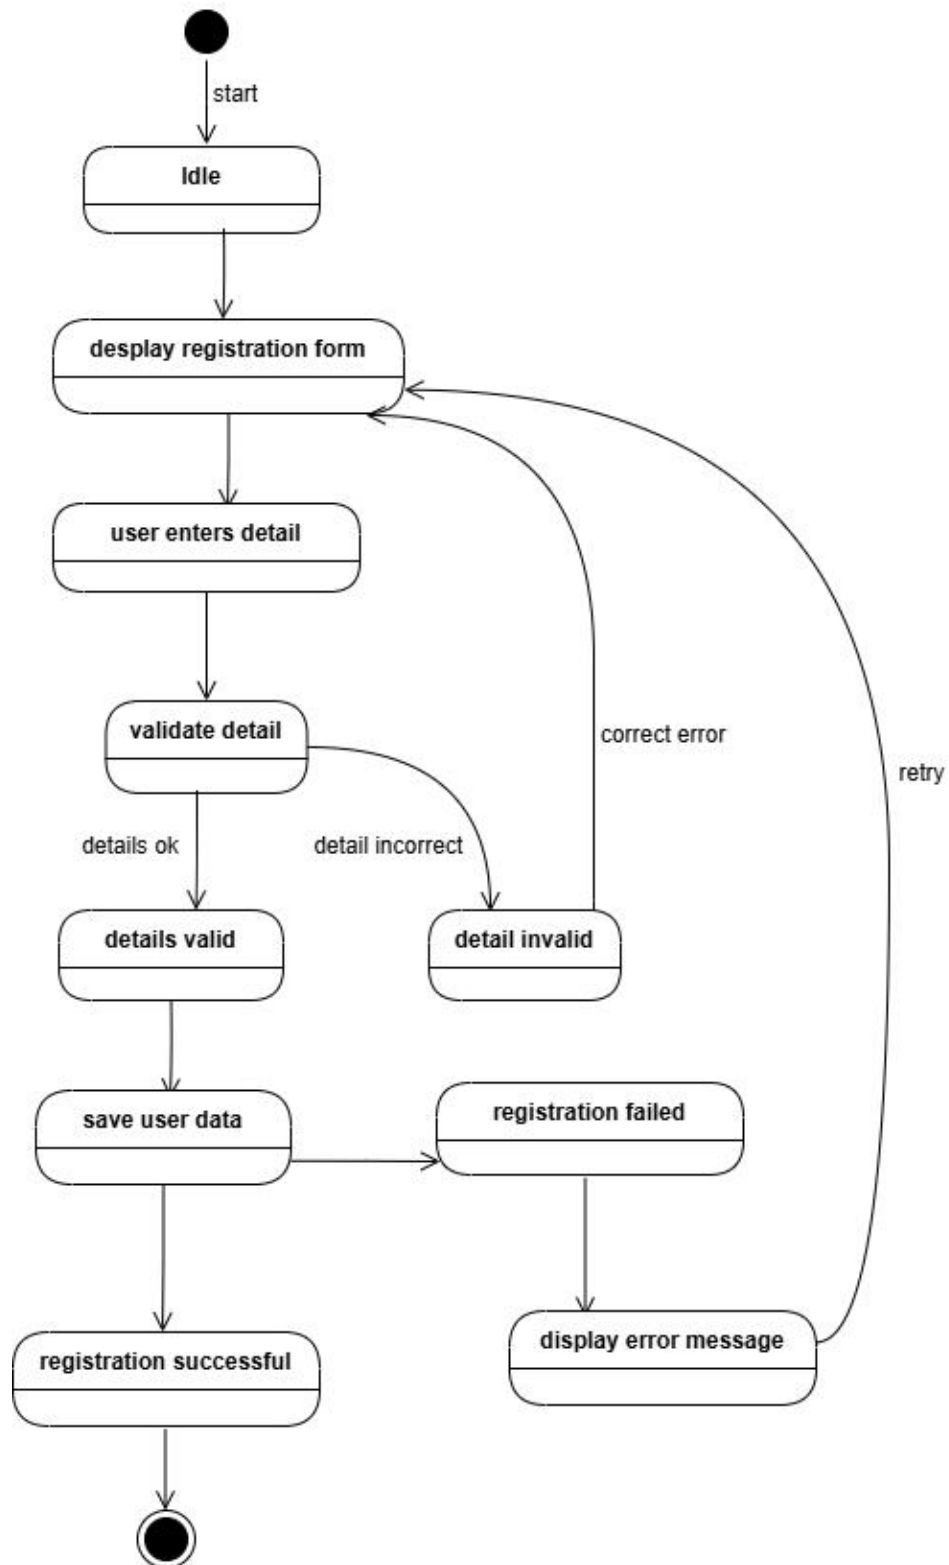 start
Idle
desplay registration form
user enters detail
validate detail
correct error
retry
details ok
detail incorrect
details valid
detail invalid
save user data
registration failed
registration successful
display error message